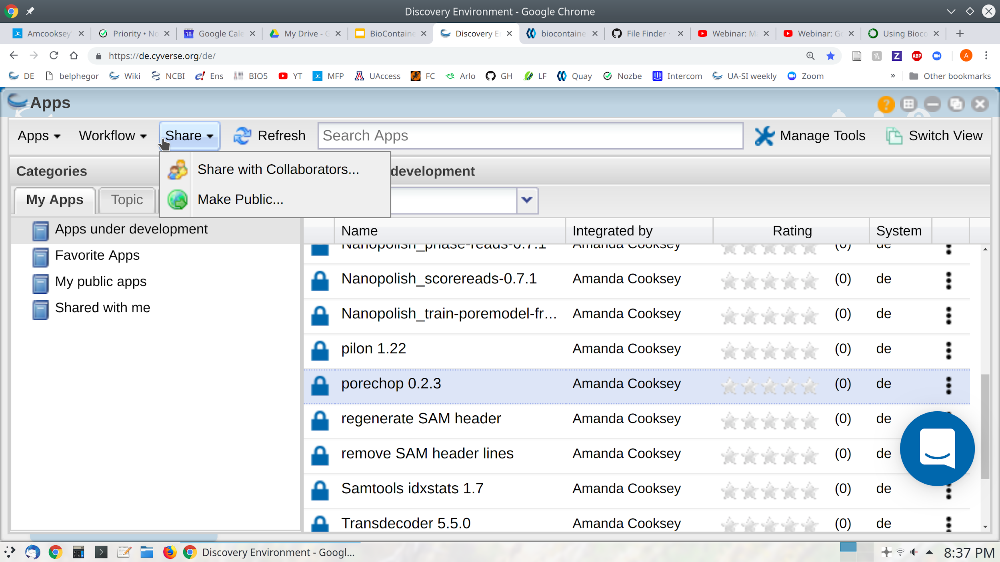 Discovery Environment - Google Chrome
Amcooksey
Priority • No
Google Cale
18
My Drive - G
BioContaine
Discovery E
biocontaine
File Finder ·
Webinar: M
Webinar: Go
Using Bioco
https://de.cyverse.org/de/
ABP
A
DE
belphegor
Wiki
NCBI
Ens
BIO5
YT
MFP
UAccess
FC
Arlo
GH
LF
Quay
Nozbe
Intercom
UA-SI weekly
Zoom
»
Other bookmarks
Apps
Apps
Workflow
Share
Refresh
Search Apps
Manage Tools
Switch View
Categories
Share with Collaborators...
development
My Apps
Topic
Make Public...
Apps under development
Favorite Apps
My public apps
Shared with me
Name
Integrated by
Rating
System
Nanopolish_phase-reads-0.7.1 Amanda Cooksey (0) de
Nanopolish_scorereads-0.7.1 Amanda Cooksey (0) de
Nanopolish_train-poremodel-fr... Amanda Cooksey (0) de
pilon 1.22 Amanda Cooksey (0) de
porechop 0.2.3 Amanda Cooksey (0) de
regenerate SAM header Amanda Cooksey (0) de
remove SAM header lines Amanda Cooksey (0) de
Samtools idxstats 1.7 Amanda Cooksey (0) de
Transdecoder 5.5.0 Amanda Cooksey (0) de
Discovery Environment - Googl...
8:37 PM